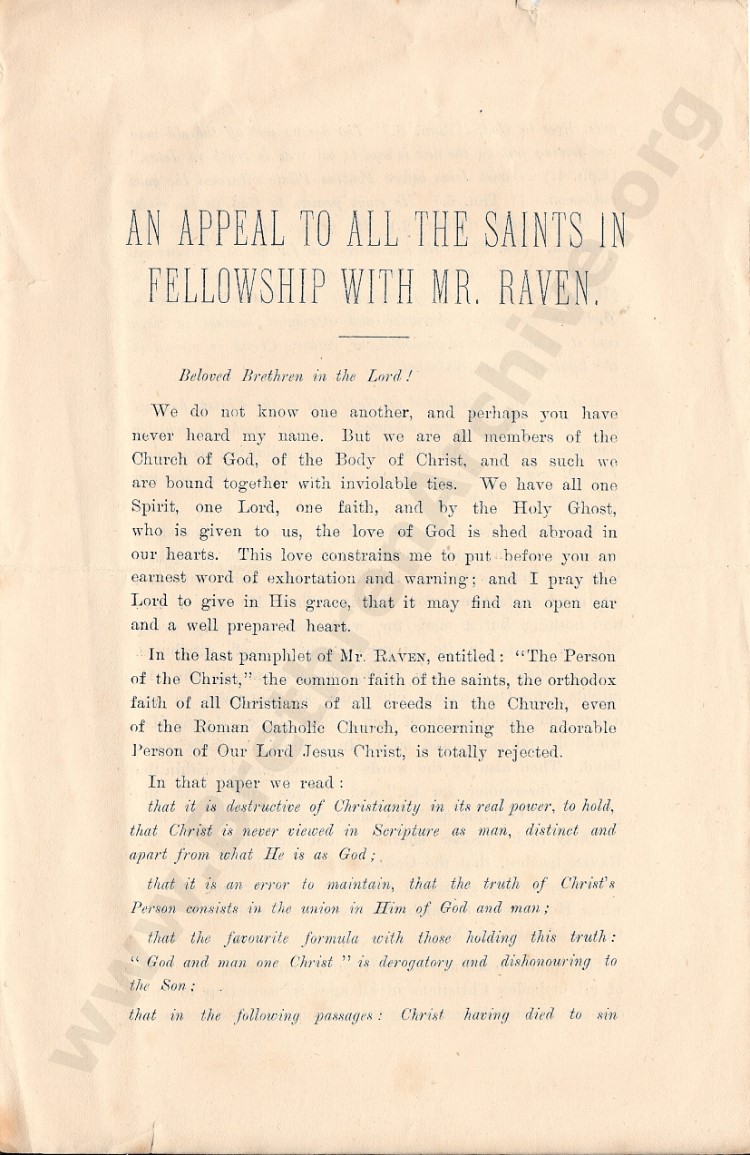 AN APPEAL TO ALL THE SAINTS IN
FELLOWSHIP WITH MR. RAVEN.
Beloved Brethren in the Lord!
We do not know one another, and perhaps you have
never heard my name. But we are all members of the
Church of God, of the Body of Christ, and as such we
are bound together with inviolable ties. We have all one
Spirit, one Lord, one faith, and by the Holy Ghost,
who is given to us, the love of God is shed abroad in
our hearts. This love constrains me to put before you an
earnest word of exhortation and warning; and I pray the
Lord to give in His grace, that it may find an open ear
and a well prepared heart.
In the last pamphlet of Mr. RAVEN, entitled: "The Person
of the Christ," the common faith of the saints, the orthodox
faith of all Christians of all creeds in the Church, even
of the Roman Catholic Church, concerning the adorable
Person of Our Lord Jesus Christ, is totally rejected.
In that paper we read:
that it is destructive of Christianity in its real power, to hold,
that Christ is never viewed in Scripture as man, distinct and
apart from what He is as God;
that it is an error to maintain, that the truth of Christ's
Person consists in the union in Him of God and man;
that the favourite formula with those holding this truth:
" God and man one Christ " is derogatory and dishonouring to
the Son;
that in the following passages: Christ having died to sin
www.BrethrenArchive.org